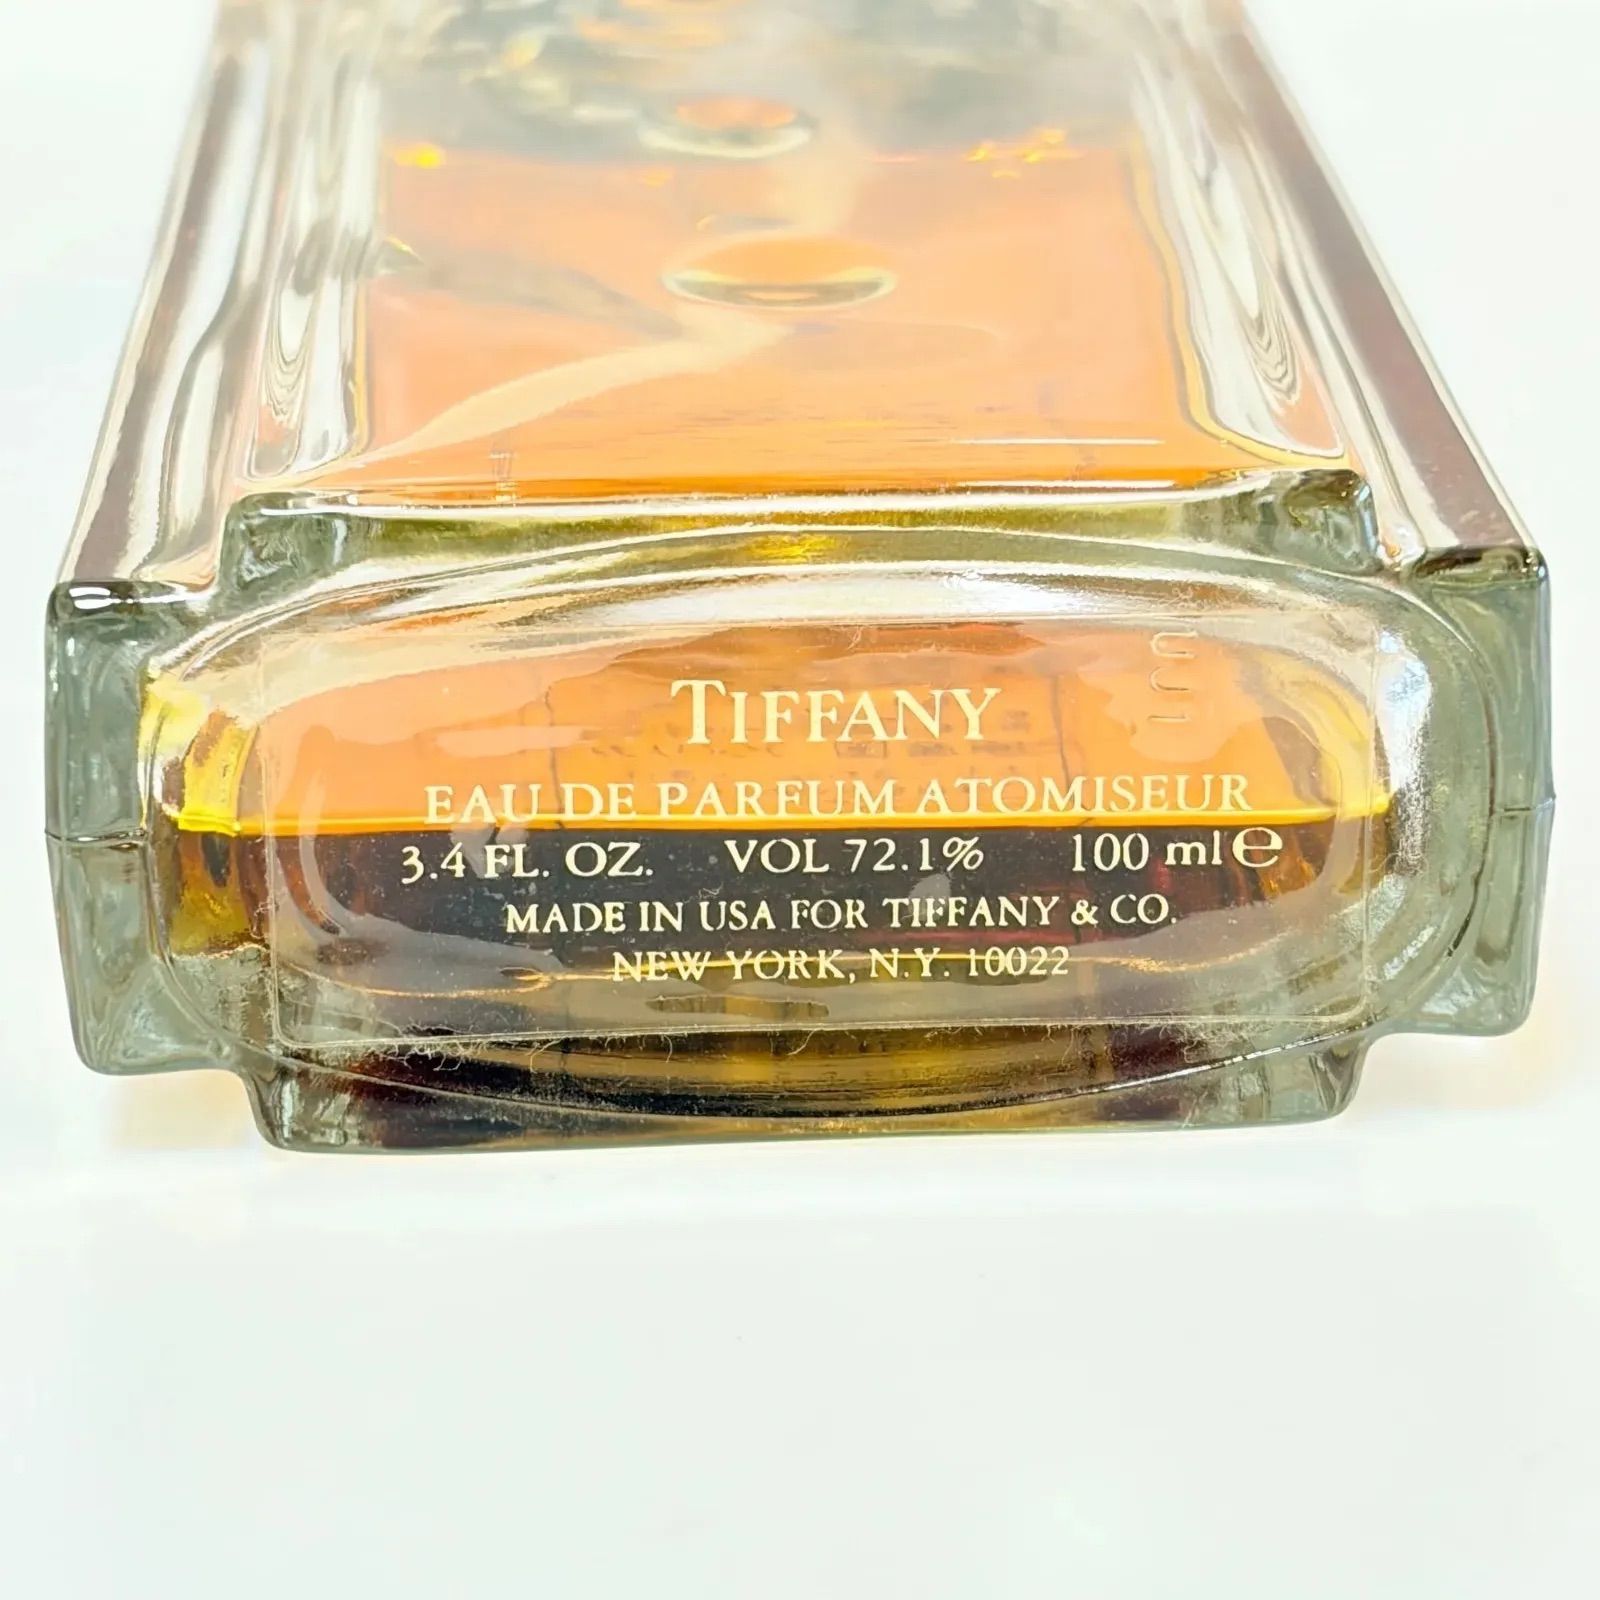 TIFFANY
EAU DE PARFUM ATOMISEUR
3.4 FL. OZ. VOL 72.1% 100 ml ℮
MADE IN USA FOR TIFFANY & CO.
NEW YORK, N.Y. 10022